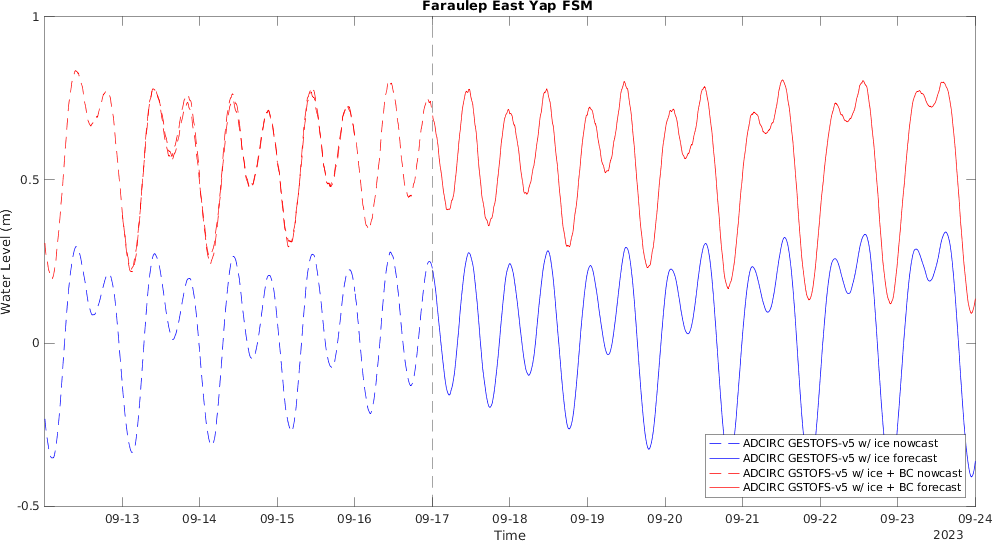 Faraulep East Yap FSM
1
0.5
0
-0.5
Water Level (m)
ADCIRC GESTOFS-v5 w/ ice nowcast
ADCIRC GESTOFS-v5 w/ ice forecast
ADCIRC GSTOFS-v5 w/ ice + BC nowcast
ADCIRC GSTOFS-v5 w/ ice + BC forecast
09-13 09-14 09-15 09-16 09-17 09-18 09-19 09-20 09-21 09-22 09-23 09-24
Time
2023